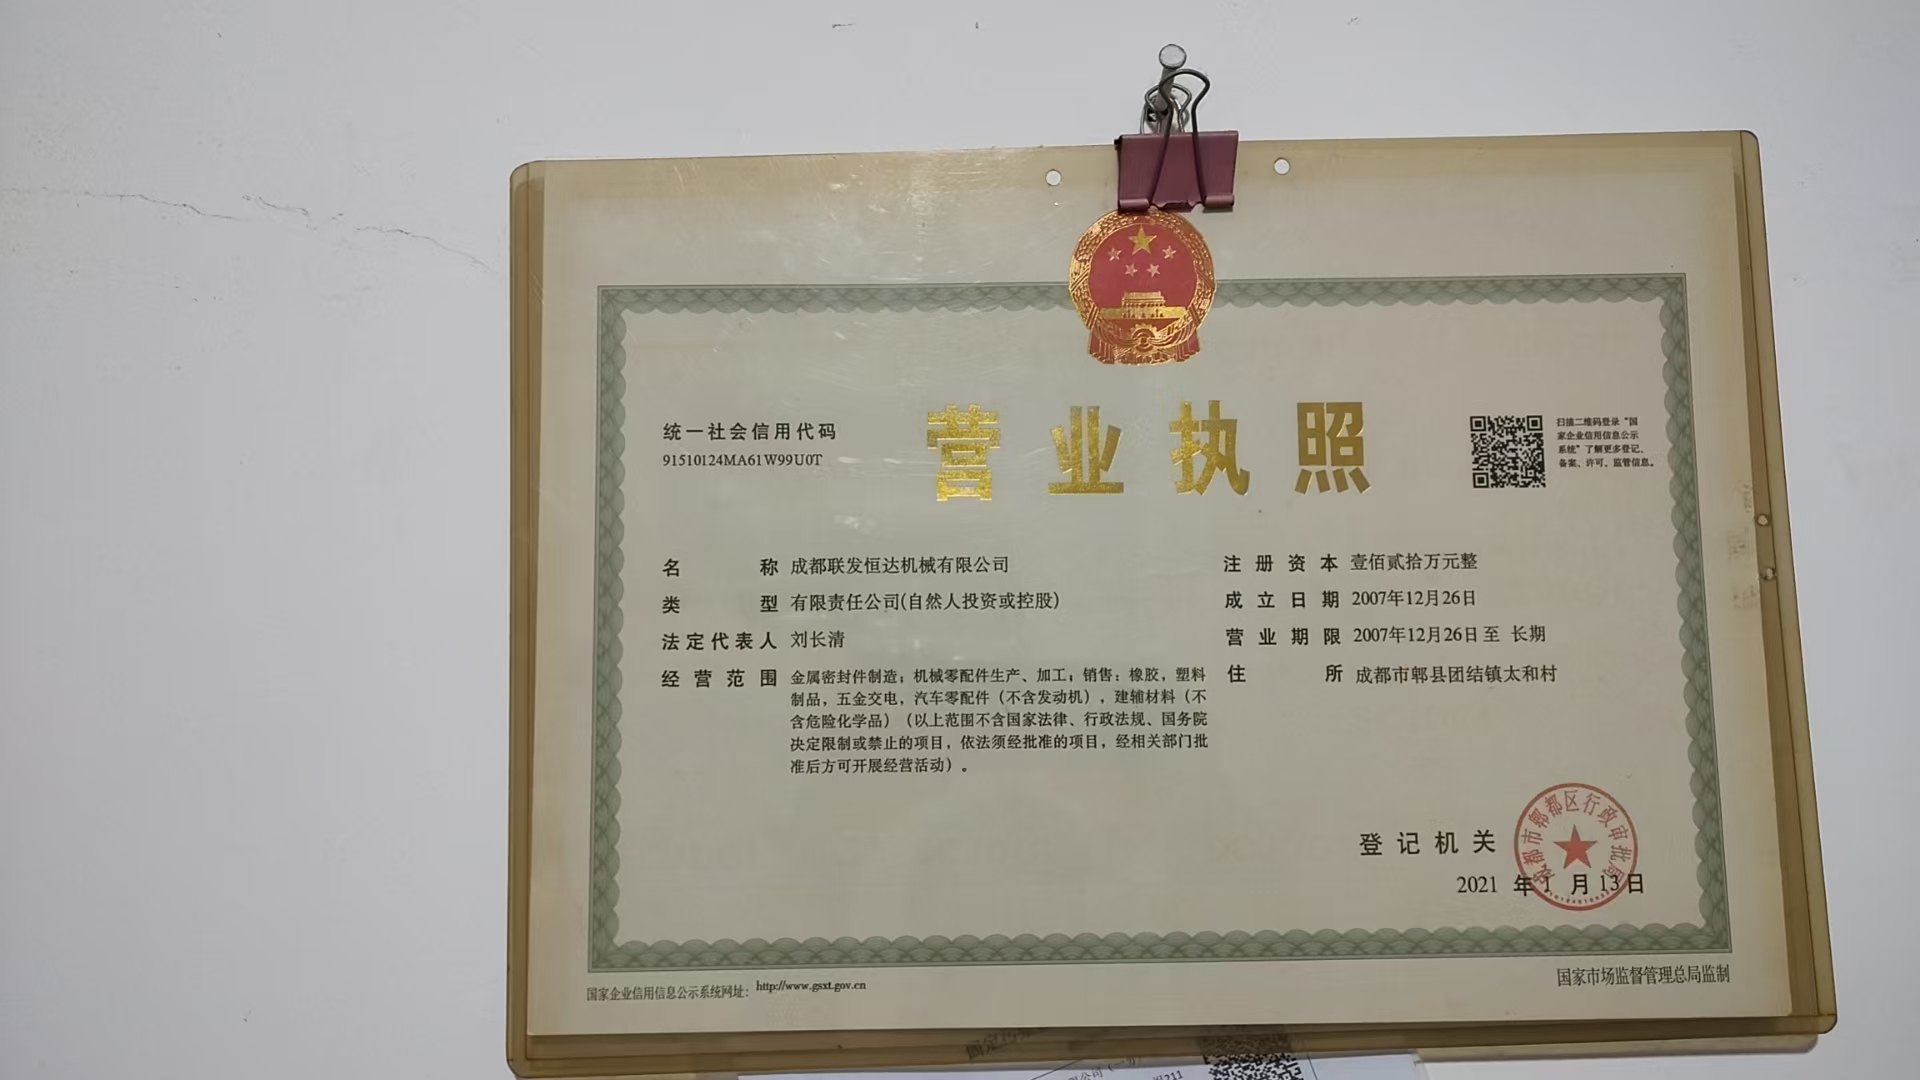 统一社会信用代码
91510124MA61W99U0T
营业执照
扫描二维码登录“国
家企业信用信息公示
系统”了解更多登记、
备案、许可、监管信息。
名 称 成都联发恒达机械有限公司
类 型 有限责任公司(自然人投资或控股)
法定代表人 刘长清
经营范围 金属密封件制造；机械零配件生产、加工；销售：橡胶，塑料
制品，五金交电，汽车零配件（不含发动机），建辅材料（不
含危险化学品）（以上范围不含国家法律、行政法规、国务院
决定限制或禁止的项目，依法须经批准的项目，经相关部门批
准后方可开展经营活动）。
注册资本 壹佰贰拾万元整
成立日期 2007年12月26日
营业期限 2007年12月26日至 长期
住 所 成都市郫县团结镇太和村
登记机关
成都市郫都区行政审批局
2021 年 1 月 13 日
国家企业信用信息公示系统网址：http://www.gsxt.gov.cn
国家市场监督管理总局监制